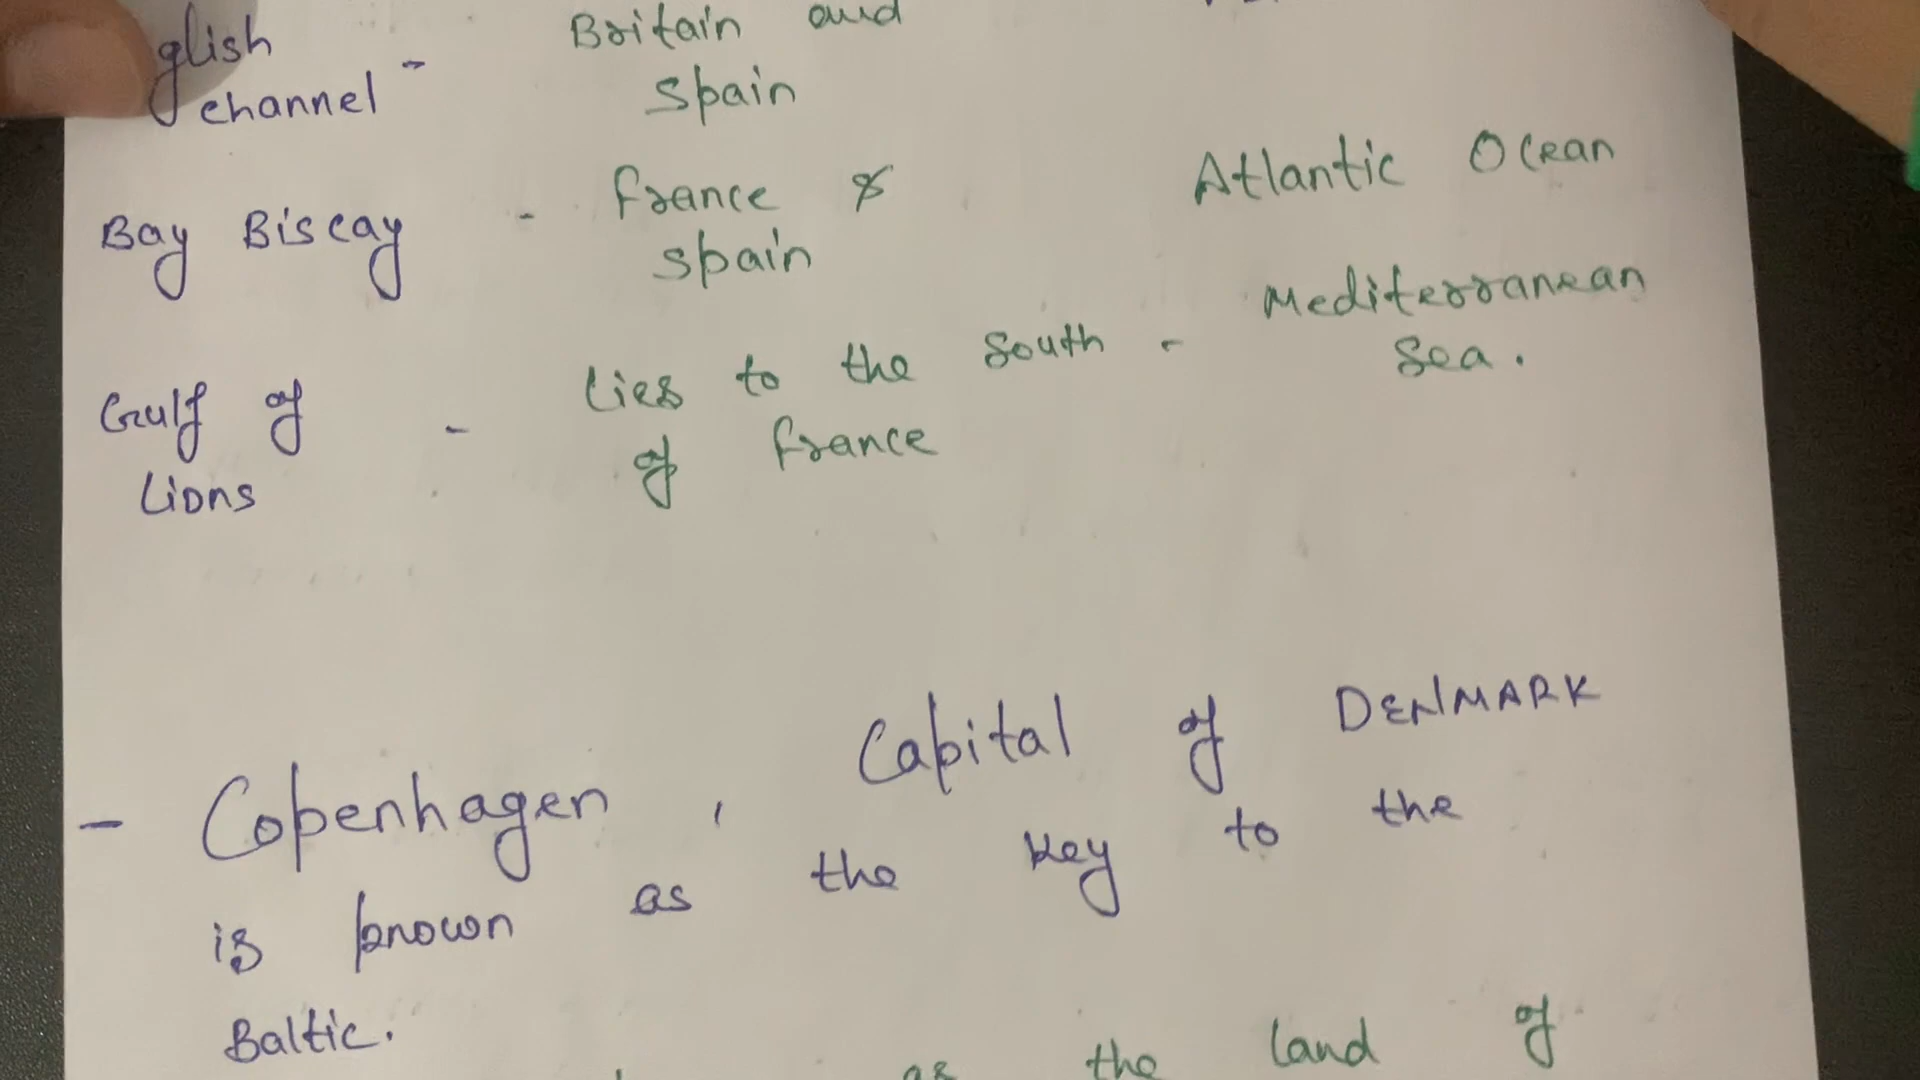 glish Britain and
channel - Spain
Bay Biscay - France & Atlantic Ocean
Spain
Gulf of - Lies to the South - Mediterranean
Lions of France Sea.
- Copenhagen , Capital of DENMARK
is known as the key to the
Baltic.
as the land of